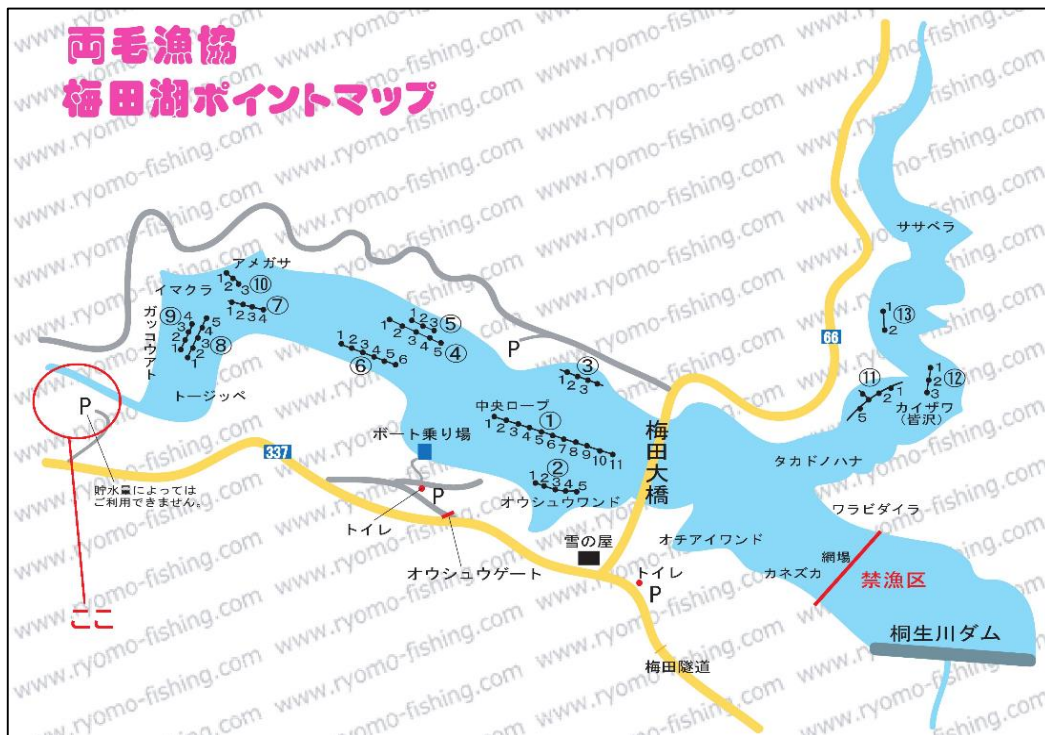 両毛漁協
梅田湖ポイントマップ
www.ryomo-fishing.com
ササベラ
アメガサ
1
2
3
⑩
イマクラ
ガッコウアト
⑨
1
2
3
4
⑧
1
2
3
4
5
⑦
1 2 3 4
トージッペ
⑤
1 2 3
④
1 2 3 4 5
⑥
1 2 3 4 5 6
P
③
1 2 3
66
⑬
1
2
⑫
1
2
3
⑪
1
2
5
カイザワ
(皆沢)
中央ロープ
①
1 2 3 4 5 6 7 8 9 10 11
梅田大橋
タカドノハナ
②
1 2 3 4 5
オウシュウワンド
ボート乗り場
337
P
貯水量によっては
ご利用できません。
ここ
P
トイレ
オウシュウゲート
雪の屋
オチアイワンド
ワラビダイラ
網場
カネズカ
禁漁区
トイレ
P
桐生川ダム
梅田隧道